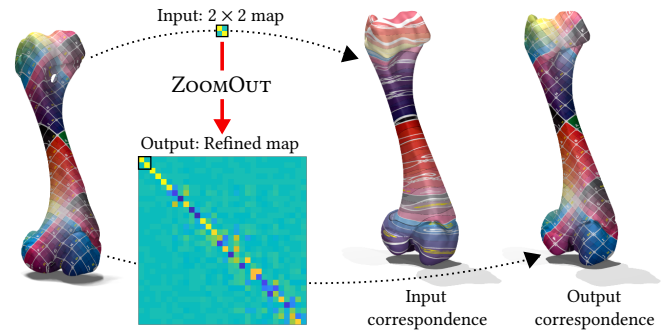 Input: 2 × 2 map
ZOOMOUT
Output: Refined map
Input
correspondence
Output
correspondence